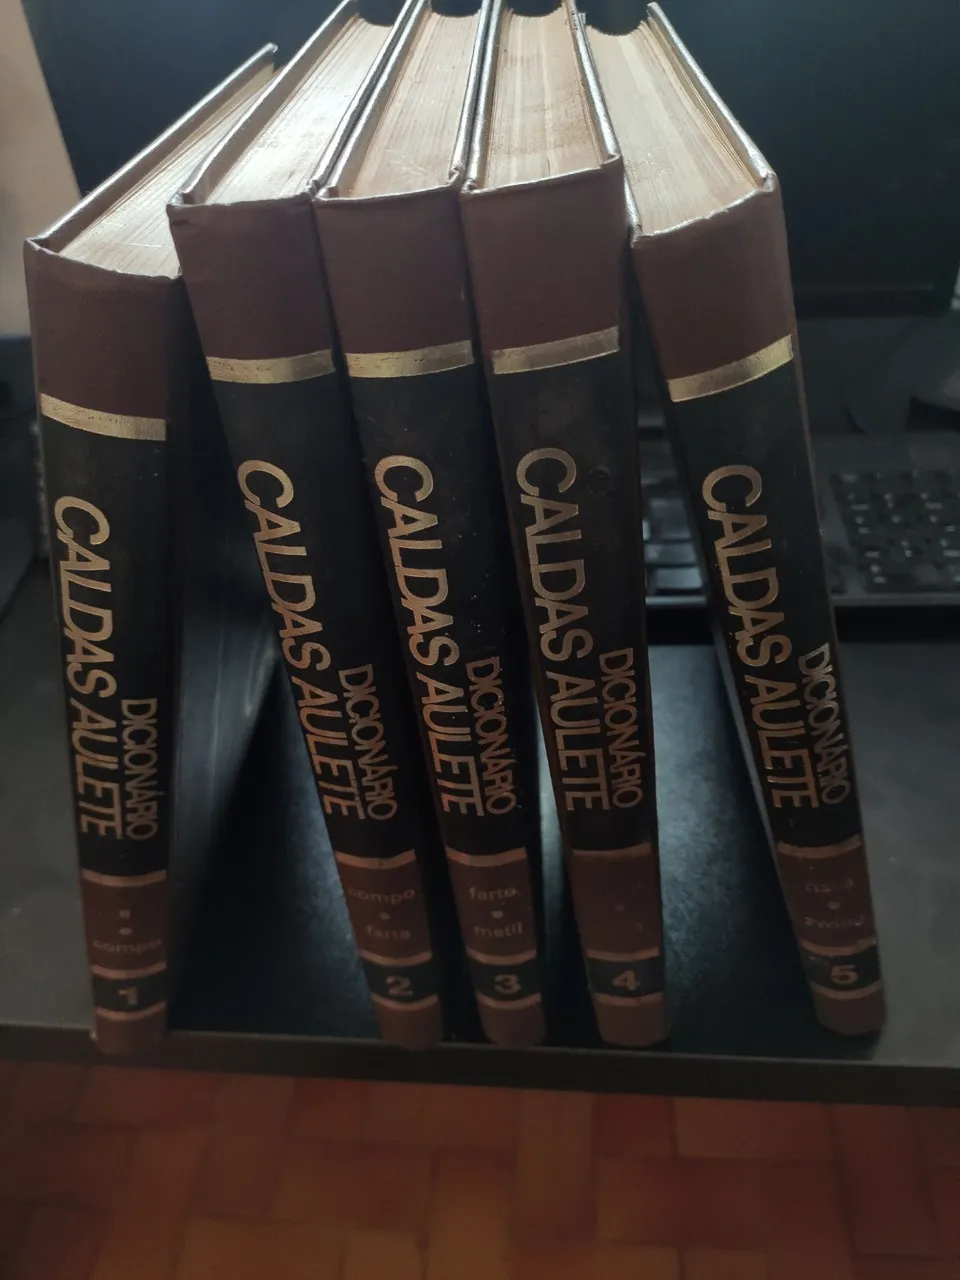 CALDAS AULETE
DICIONÁRIO
a
e
compo
1
CALDAS AULETE
DICIONÁRIO
compo
e
farta
2
CALDAS AULETE
DICIONÁRIO
farto
e
metil
3
CALDAS AULETE
DICIONÁRIO
4
CALDAS AULETE
DICIONÁRIO
e
5